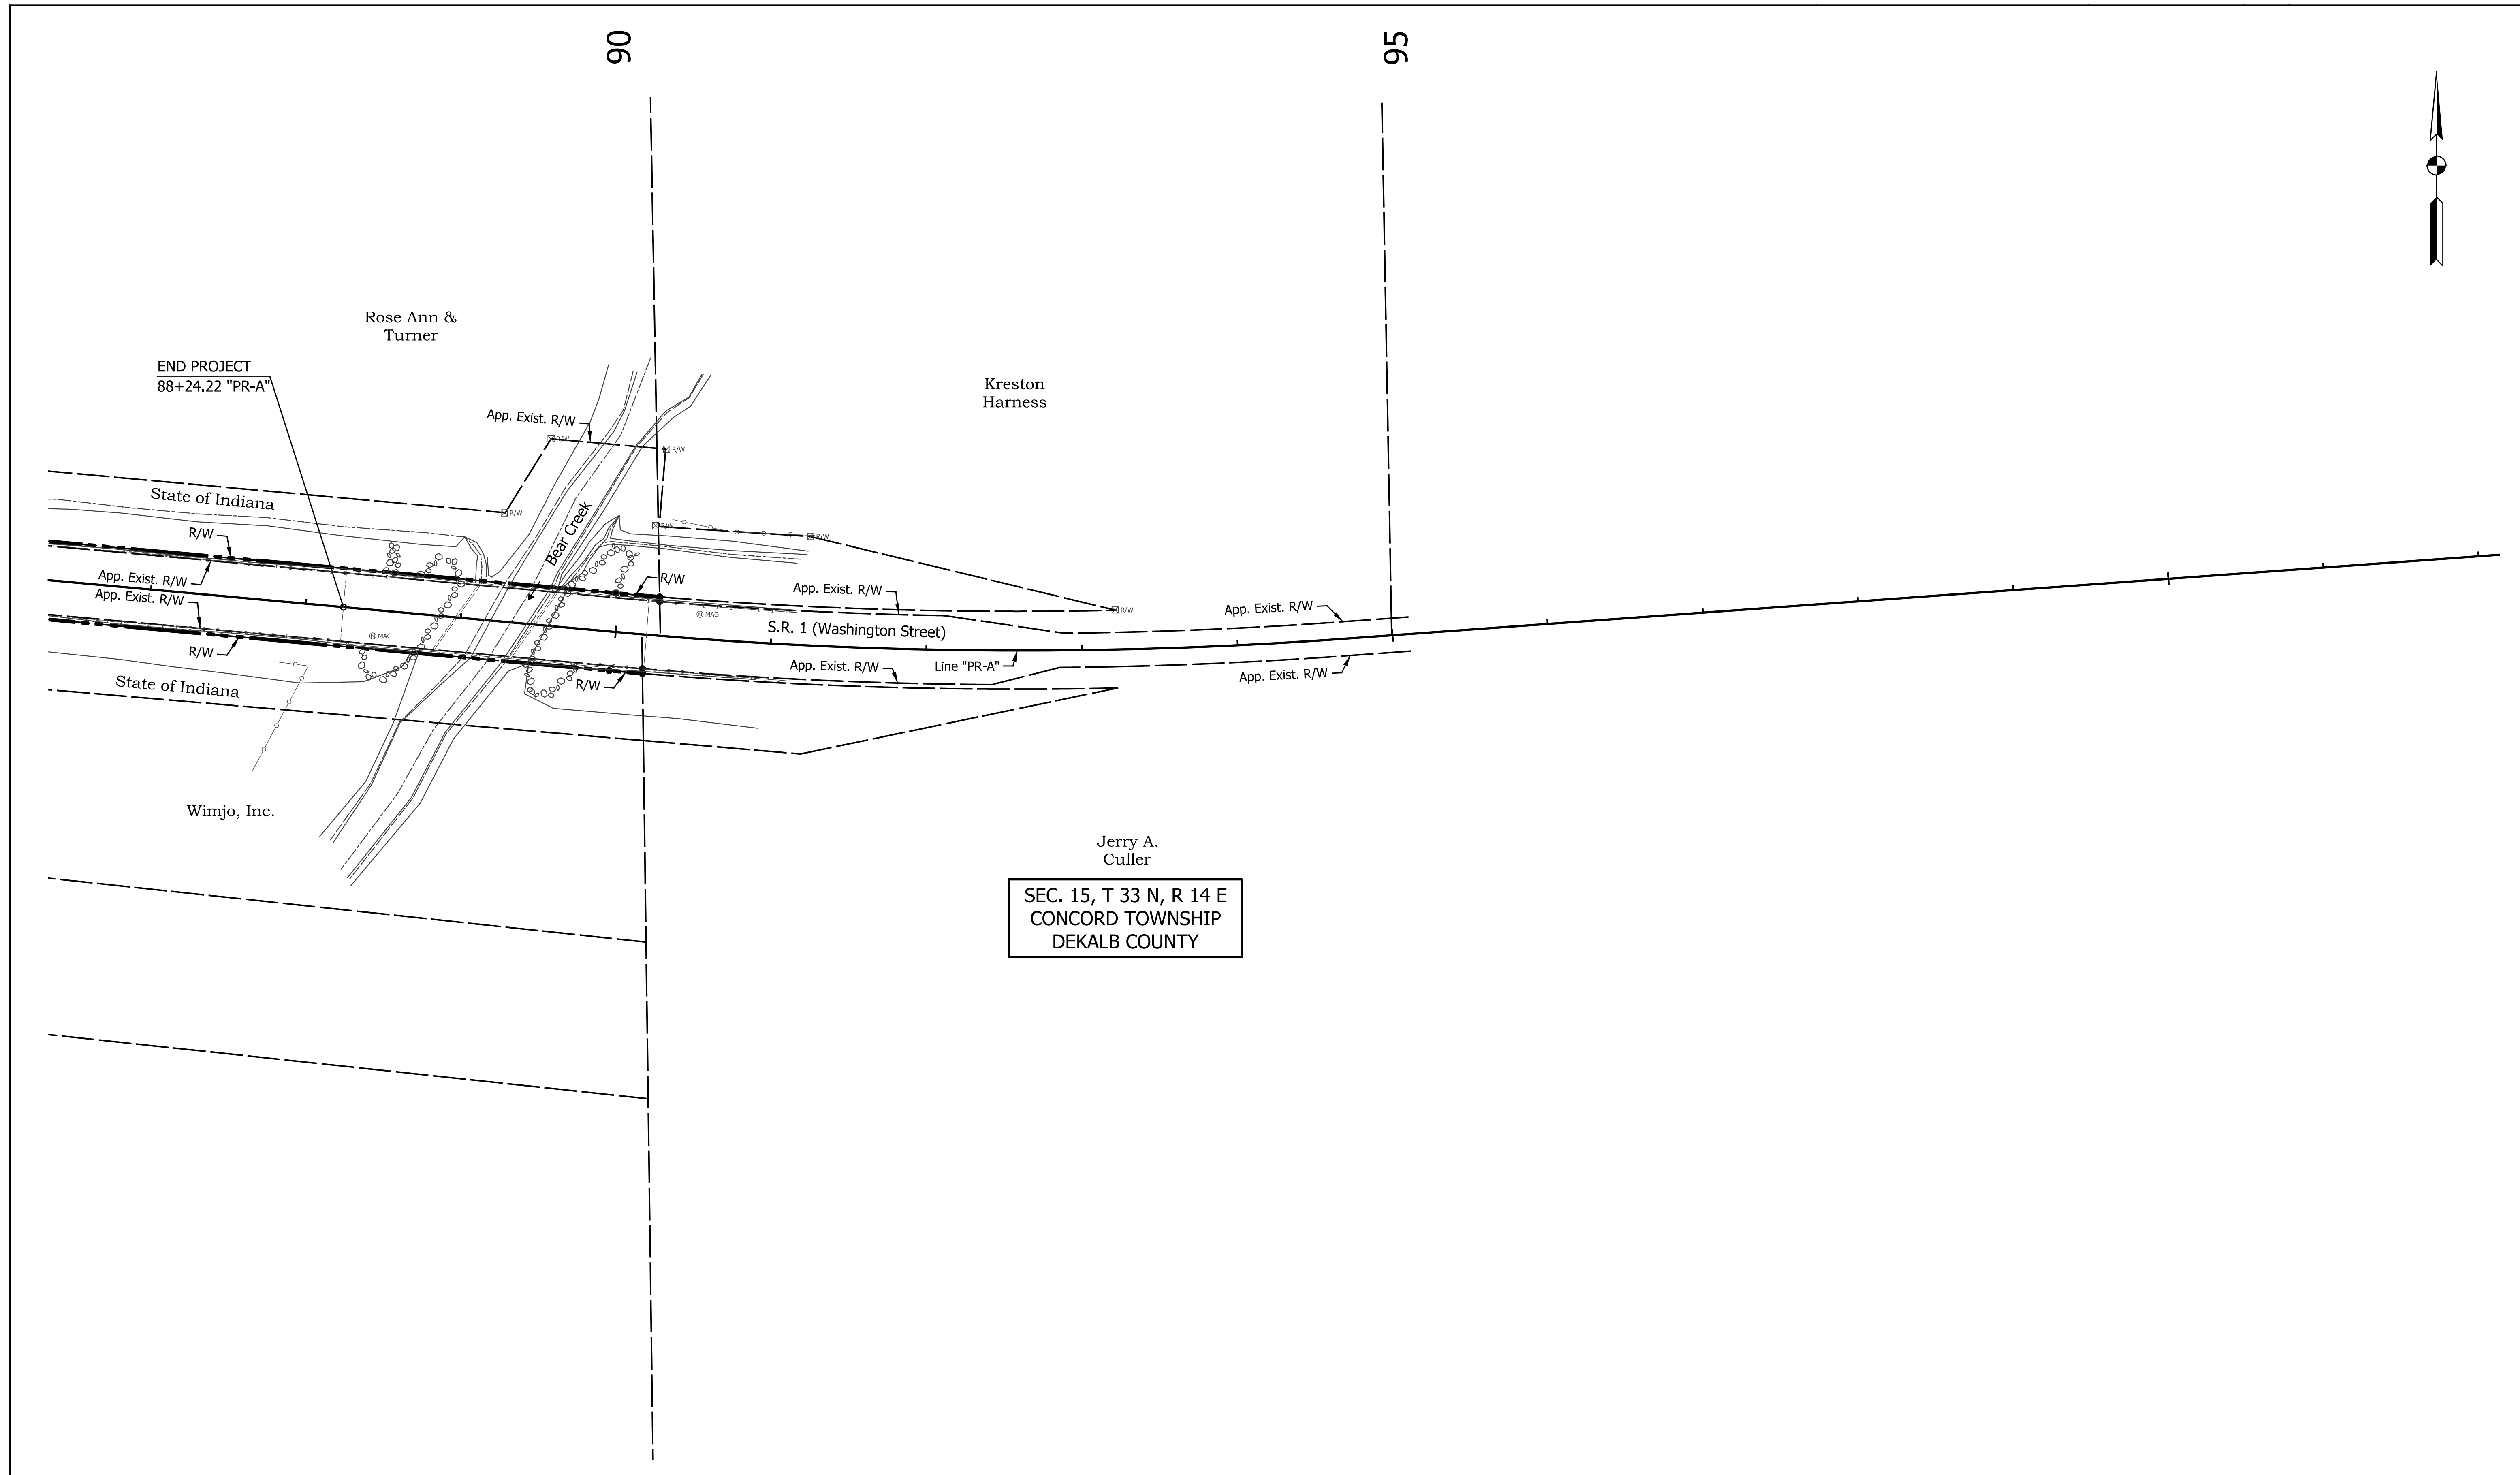 90
95
Rose Ann &
Turner
END PROJECT
88+24.22 "PR-A"
Kreston
Harness
App. Exist. R/W
R/W
R/W
State of Indiana
R/W
Bear Creek
R/W
R/W
R/W
App. Exist. R/W
App. Exist. R/W
R/W
App. Exist. R/W
MAG
R/W
App. Exist. R/W
MAG
S.R. 1 (Washington Street)
R/W
State of Indiana
R/W
App. Exist. R/W
Line "PR-A"
App. Exist. R/W
Wimjo, Inc.
Jerry A.
Culler
SEC. 15, T 33 N, R 14 E
CONCORD TOWNSHIP
DEKALB COUNTY